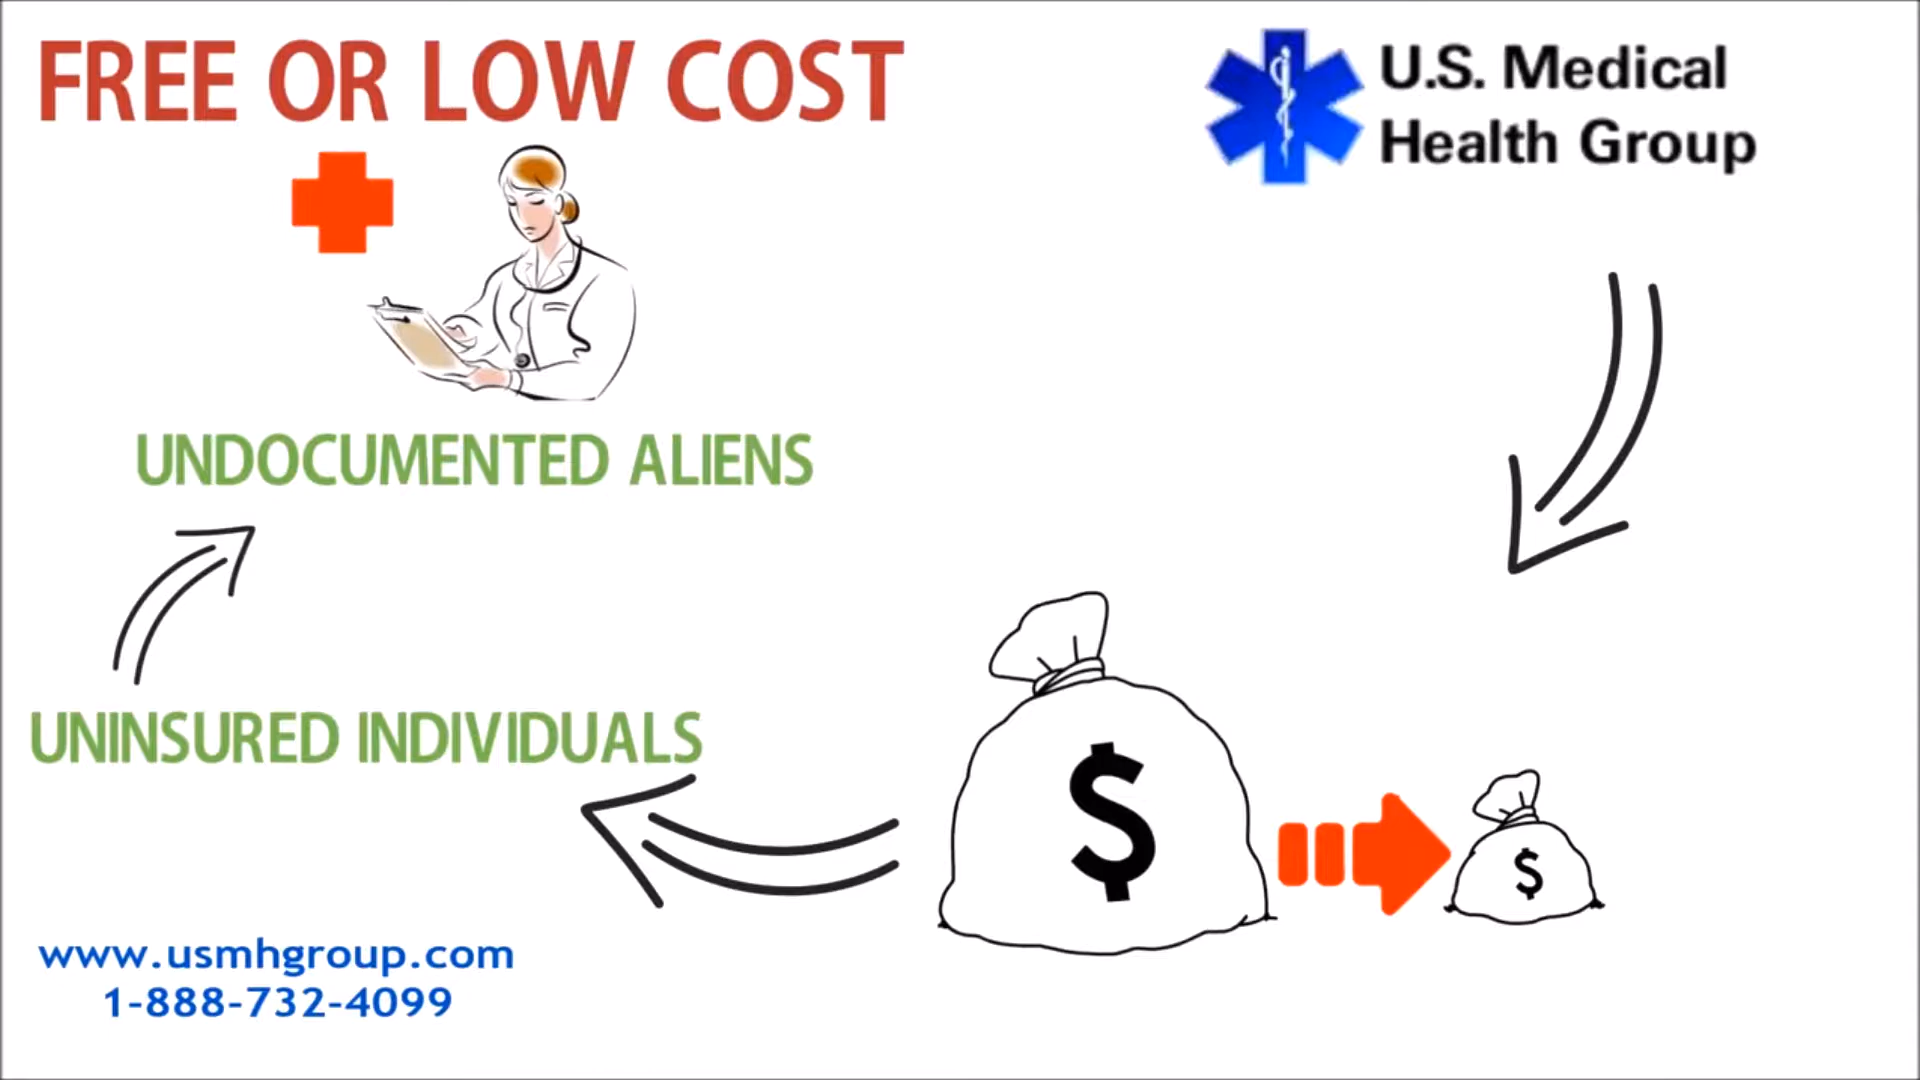 FREE OR LOW COST
U.S. Medical
Health Group
UNDOCUMENTED ALIENS
UNINSURED INDIVIDUALS
$
$
www.usmhgroup.com
1-888-732-4099